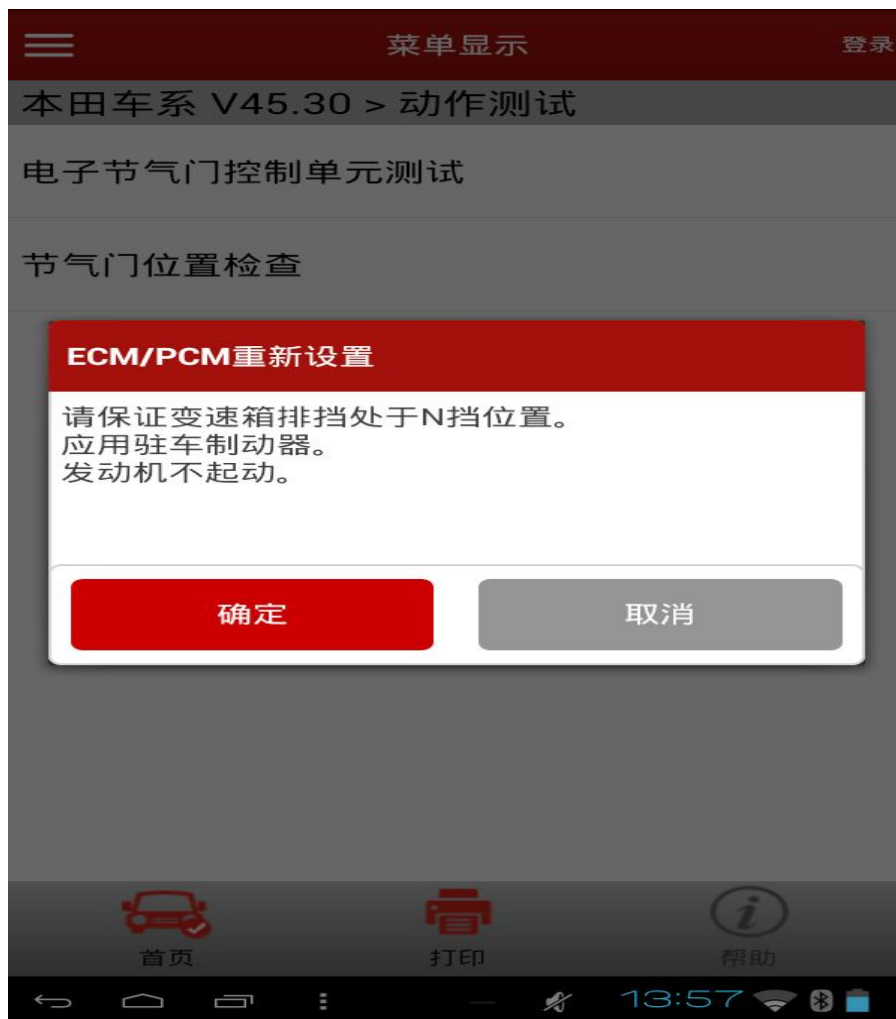 菜单显示
登录
本田车系 V45.30 > 动作测试
电子节气门控制单元测试
节气门位置检查
ECM/PCM重新设置
请保证变速箱排挡处于N挡位置。
应用驻车制动器。
发动机不起动。
确定
取消
首页
打印
帮助
13:57